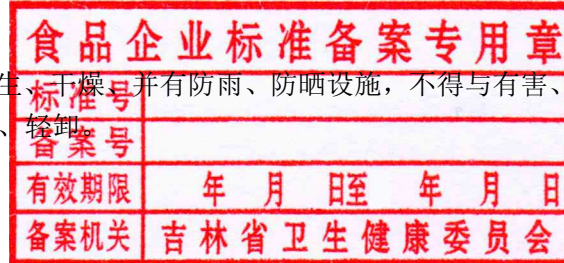 食品企业标准备案专用章
生、干燥、并有防雨、防晒设施，不得与有害、
标准号
、轻卸。
备案号
有效期限 年 月 日至 年 月 日
备案机关 吉林省卫生健康委员会